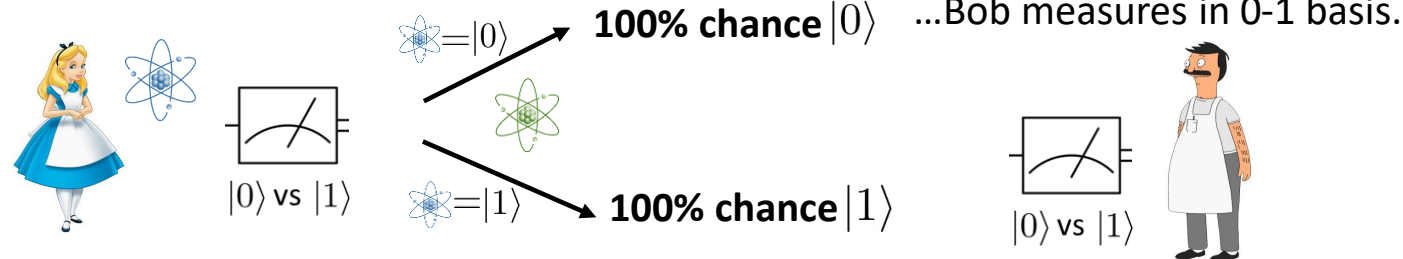 ...Bob measures in 0-1 basis.
=|0⟩
100% chance |0⟩
|0⟩ vs |1⟩
=|1⟩
100% chance |1⟩
|0⟩ vs |1⟩